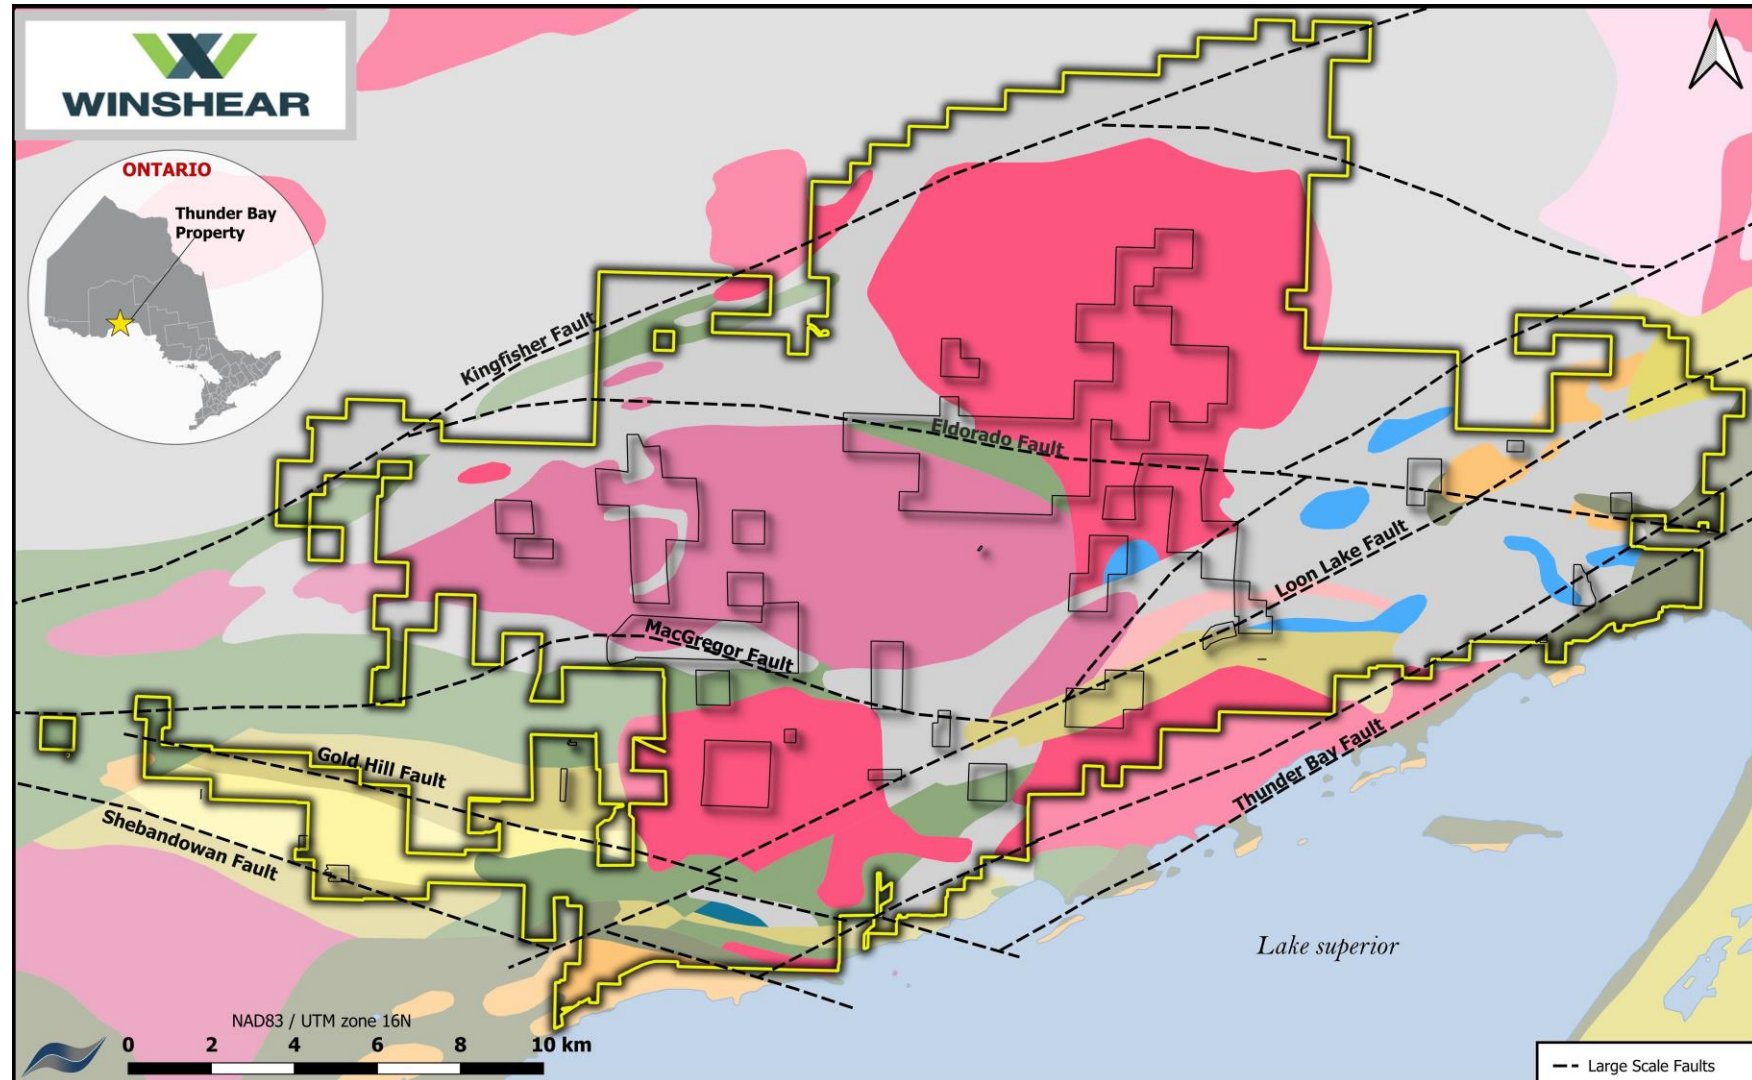 WINSHEAR
ONTARIO
Thunder Bay
Property
Kingfisher Fault
Eldorado Fault
Loon Lake Fault
MacGregor Fault
Gold Hill Fault
Thunder Bay Fault
Shebandowan Fault
Lake superior
NAD83 / UTM zone 16N
0 2 4 6 8 10 km
Large Scale Faults